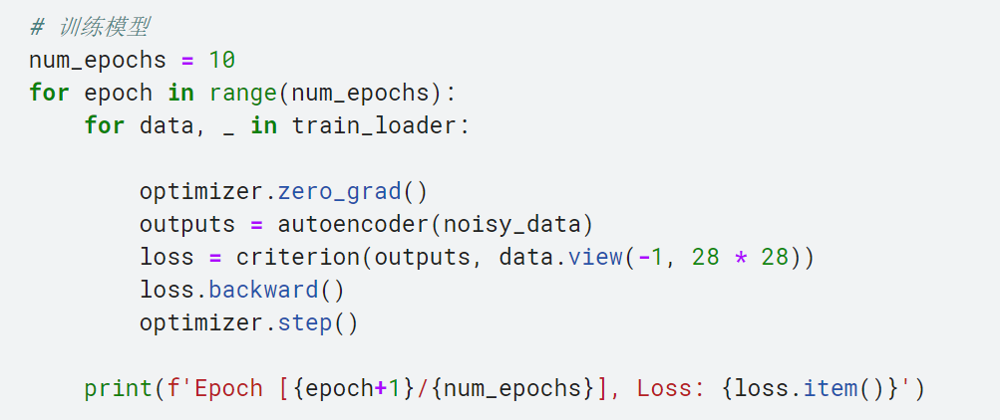 # 训练模型
num_epochs = 10
for epoch in range(num_epochs):
    for data, _ in train_loader:

        optimizer.zero_grad()
        outputs = autoencoder(noisy_data)
        loss = criterion(outputs, data.view(-1, 28 * 28))
        loss.backward()
        optimizer.step()

    print(f'Epoch [{epoch+1}/{num_epochs}], Loss: {loss.item()}')